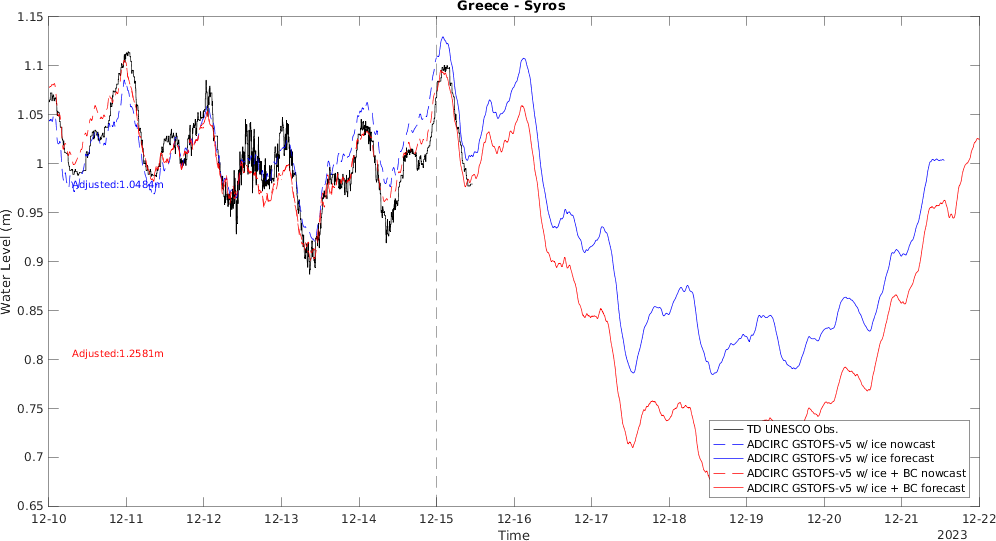 Greece - Syros
Water Level (m)
1.15
1.1
1.05
1
0.95
0.9
0.85
0.8
0.75
0.7
0.65
Adjusted:1.0484m
Adjusted:1.2581m
TD UNESCO Obs.
ADCIRC GSTOFS-v5 w/ ice nowcast
ADCIRC GSTOFS-v5 w/ ice forecast
ADCIRC GSTOFS-v5 w/ ice + BC nowcast
ADCIRC GSTOFS-v5 w/ ice + BC forecast
12-10 12-11 12-12 12-13 12-14 12-15 12-16 12-17 12-18 12-19 12-20 12-21 12-22
Time
2023